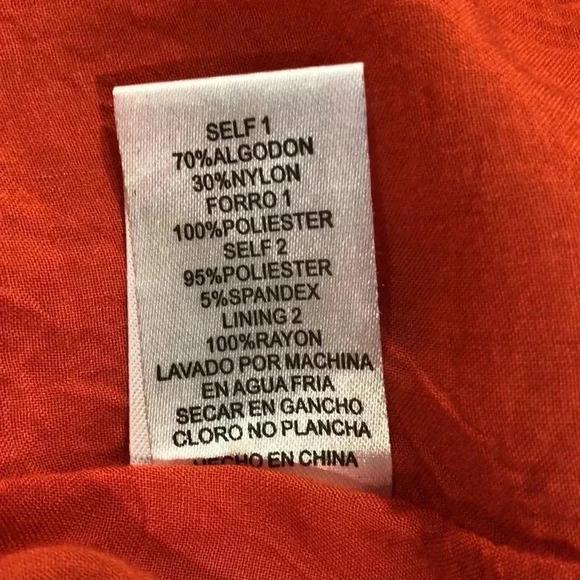 SELF 1
70%ALGODON
30%NYLON
FORRO 1
100%POLIESTER
SELF 2
95%POLIESTER
5%SPANDEX
LINING 2
100%RAYON
LAVADO POR MACHINA
EN AGUA FRIA
SECAR EN GANCHO
CLORO NO PLANCHA
HECHO EN CHINA